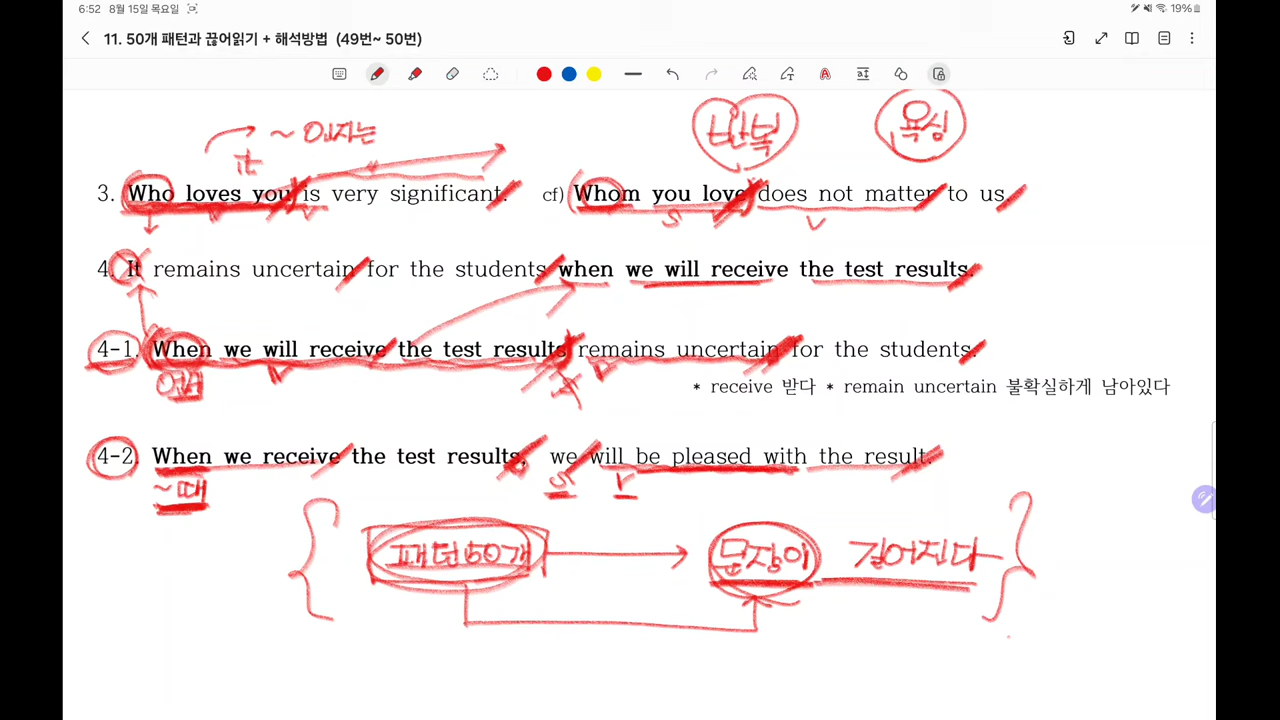 6:52 8월 15일 목요일 19%
11. 50개 패턴과 끊어읽기 + 해석방법 (49번~ 50번)
반복 욕심
it ~ 여자는
3. Who loves you is very significant. cf) Whom you love does not matter to us.
S V
4. It remains uncertain for the students when we will receive the test results.
4-1. When we will receive the test results remains uncertain for the students.
언제
* receive 받다 * remain uncertain 불확실하게 남아있다
4-2. When we receive the test results, we will be pleased with the result.
~때 S V
패턴50개 문장이 길어진다